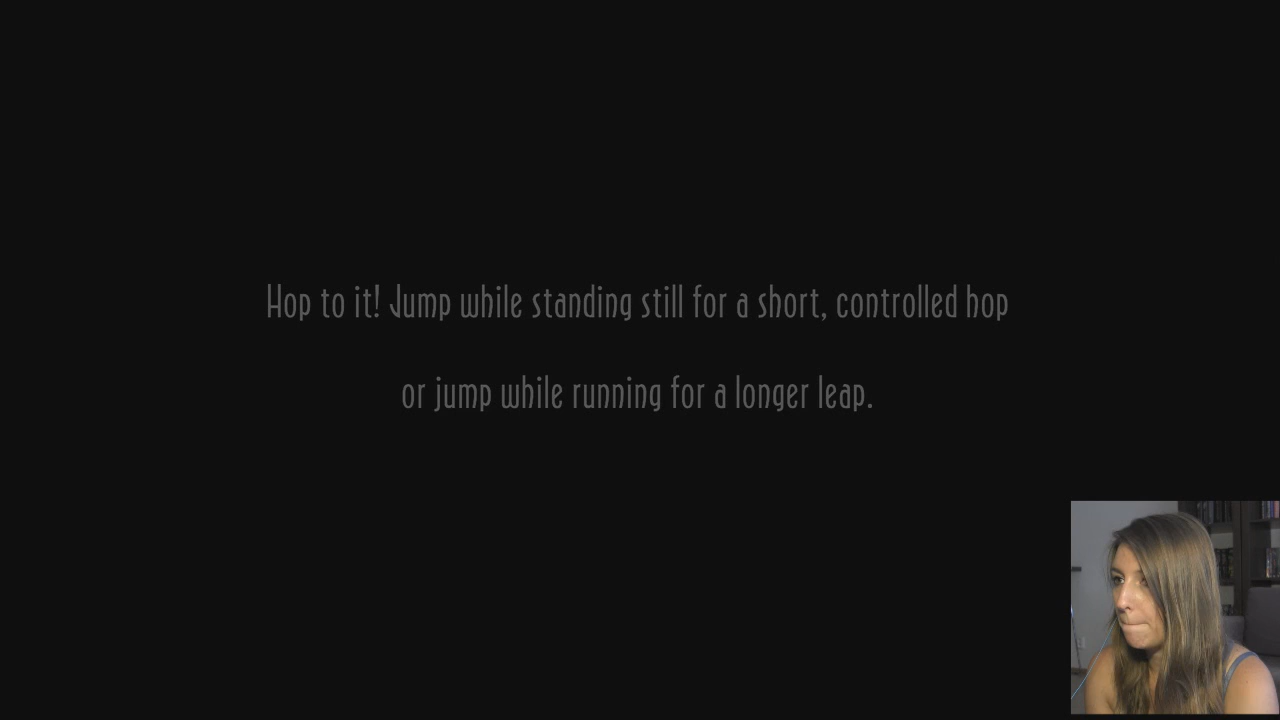 Hop to it! Jump while standing still for a short, controlled hop
or jump while running for a longer leap.